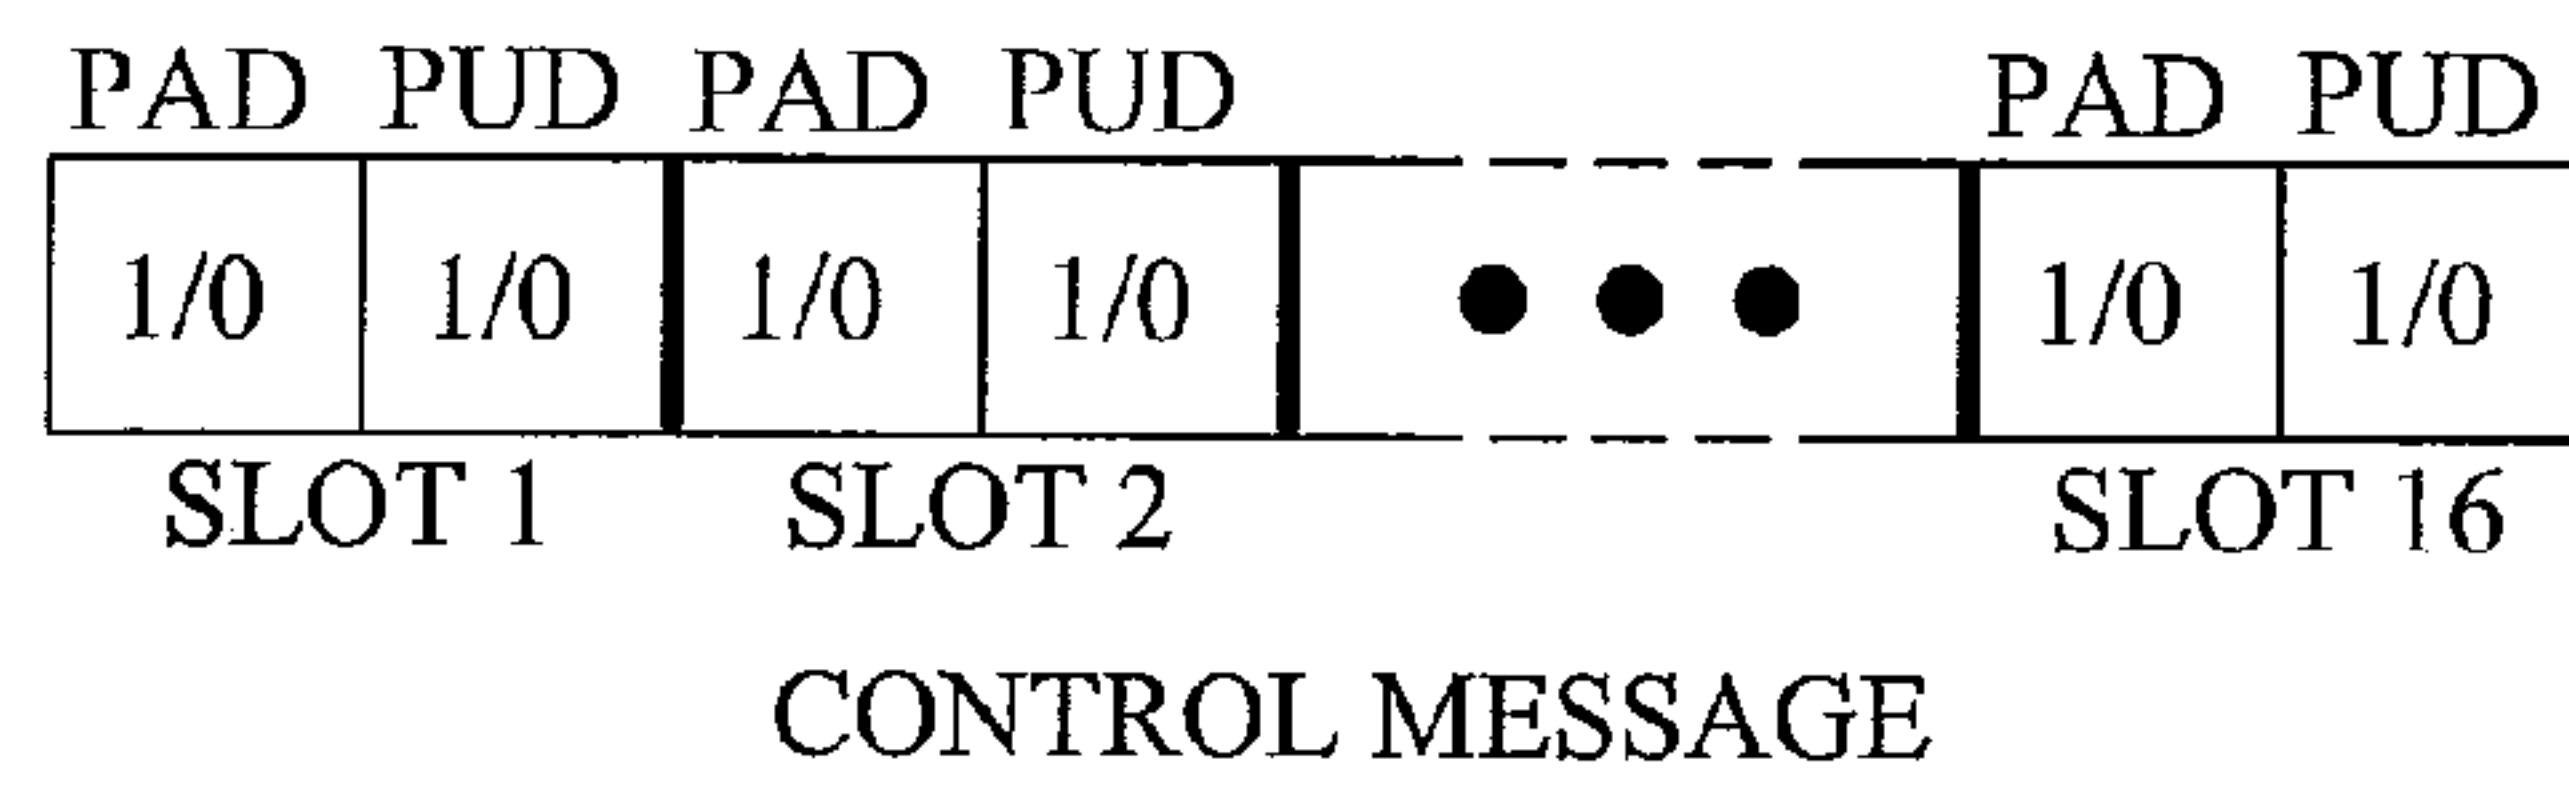 PAD PUD PAD PUD PAD PUD
1/0 1/0 1/0 1/0 1/0 1/0
SLOT 1 SLOT 2 SLOT 16
CONTROL MESSAGE